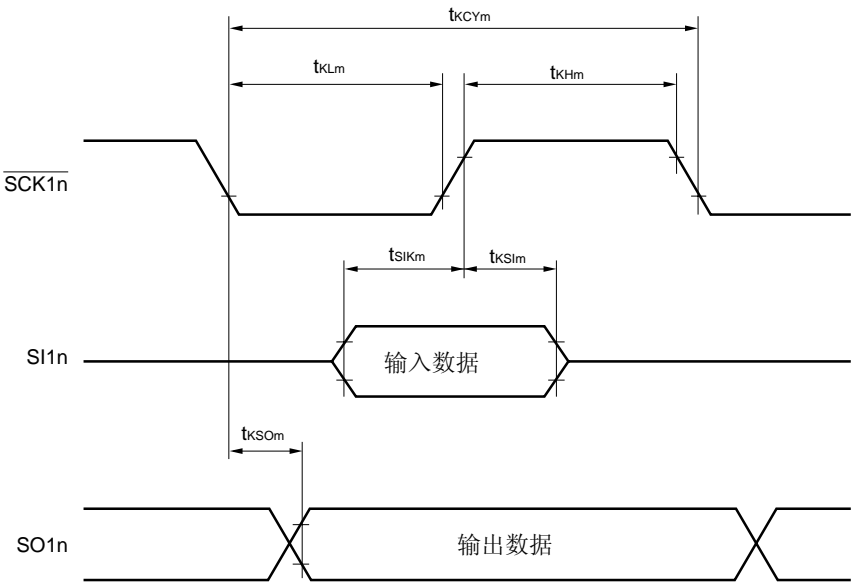 tKCYm
tKLm
tKHm
SCK1n
tSIKm
tKSIm
SI1n
输入数据
tKSOm
SO1n
输出数据